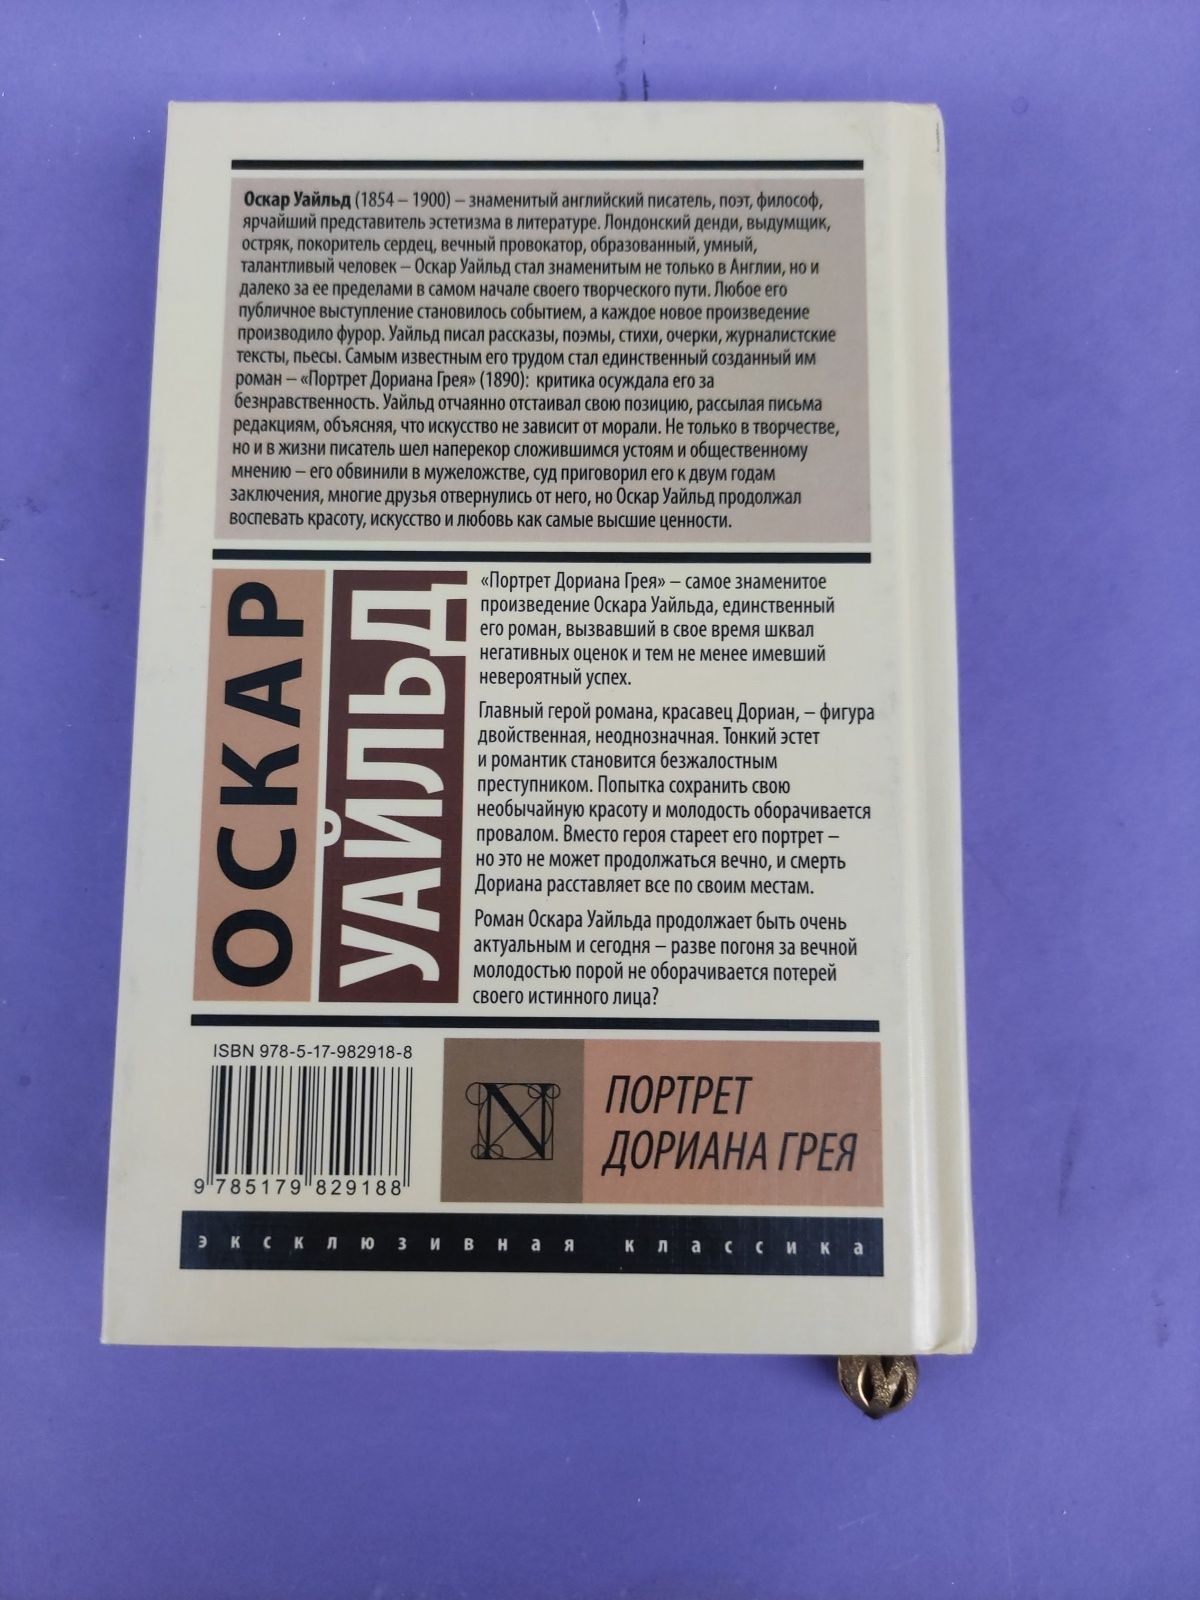 Оскар Уайльд (1854 – 1900) – знаменитый английский писатель, поэт, философ,
ярчайший представитель эстетизма в литературе. Лондонский денди, выдумщик,
остряк, покоритель сердец, вечный провокатор, образованный, умный,
талантливый человек – Оскар Уайльд стал знаменитым не только в Англии, но и
далеко за ее пределами в самом начале своего творческого пути. Любое его
публичное выступление становилось событием, а каждое новое произведение
производило фурор. Уайльд писал рассказы, поэмы, стихи, очерки, журналистские
тексты, пьесы. Самым известным его трудом стал единственный созданный им
роман – «Портрет Дориана Грея» (1890): критика осуждала его за
безнравственность. Уайльд отчаянно отстаивал свою позицию, рассылая письма
редакциям, объясняя, что искусство не зависит от морали. Не только в творчестве,
но и в жизни писатель шел наперекор сложившимся устоям и общественному
мнению – его обвинили в мужеложстве, суд приговорил его к двум годам
заключения, многие друзья отвернулись от него, но Оскар Уайльд продолжал
воспевать красоту, искусство и любовь как самые высшие ценности.
ОСКАР
УАЙЛЬД
«Портрет Дориана Грея» – самое знаменитое
произведение Оскара Уайльда, единственный
его роман, вызвавший в свое время шквал
негативных оценок и тем не менее имевший
невероятный успех.
Главный герой романа, красавец Дориан, – фигура
двойственная, неоднозначная. Тонкий эстет
и романтик становится безжалостным
преступником. Попытка сохранить свою
необычайную красоту и молодость оборачивается
провалом. Вместо героя стареет его портрет –
но это не может продолжаться вечно, и смерть
Дориана расставляет все по своим местам.
Роман Оскара Уайльда продолжает быть очень
актуальным и сегодня – разве погоня за вечной
молодостью порой не оборачивается потерей
своего истинного лица?
ISBN 978-5-17-982918-8
9 785179 829188
N
ПОРТРЕТ
ДОРИАНА ГРЕЯ
эксклюзивная классика